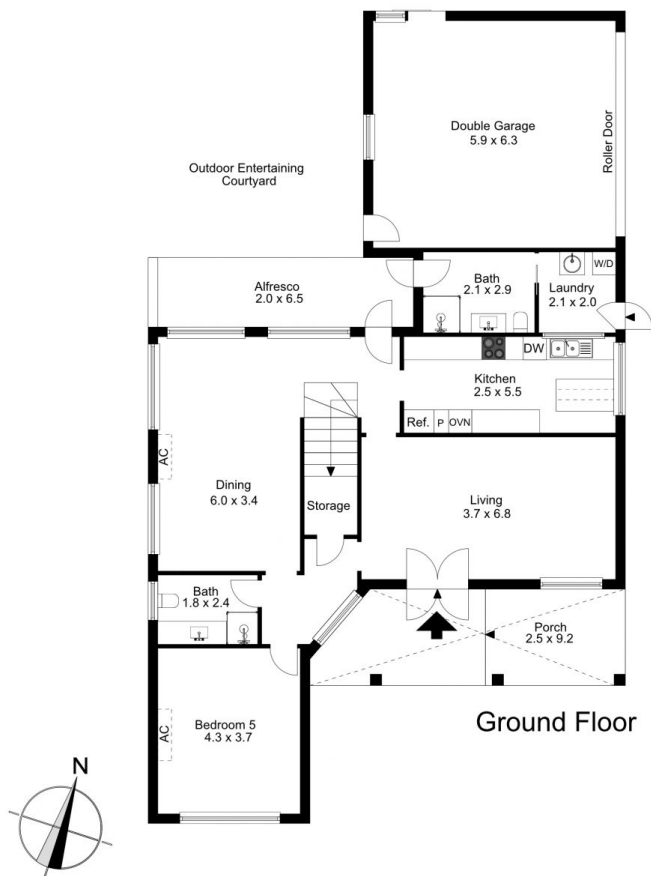 Double Garage
5.9 x 6.3
Roller Door
Outdoor Entertaining
Courtyard
Alfresco
2.0 x 6.5
Bath
2.1 x 2.9
Laundry
2.1 x 2.0
W/D
DW
Kitchen
2.5 x 5.5
Ref.
P
OVN
AC
Dining
6.0 x 3.4
Storage
Living
3.7 x 6.8
Bath
1.8 x 2.4
Porch
2.5 x 9.2
AC
Bedroom 5
4.3 x 3.7
Ground Floor
N